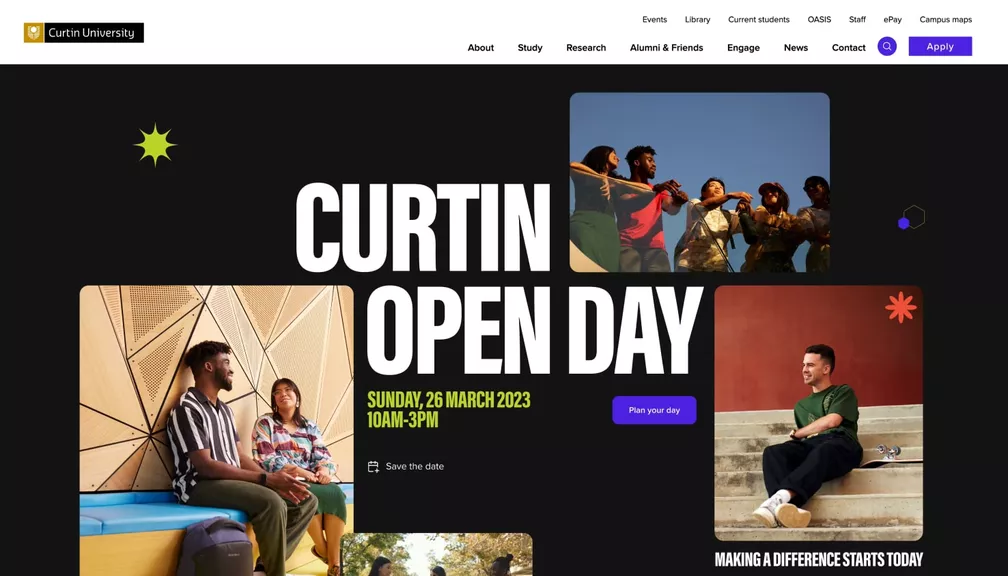 Events Library Current students OASIS Staff ePay Campus maps
Curtin University
About Study Research Alumni & Friends Engage News Contact Apply
CURTIN
OPEN DAY
SUNDAY, 26 MARCH 2023
10AM-3PM
Plan your day
Save the date
MAKING A DIFFERENCE STARTS TODAY